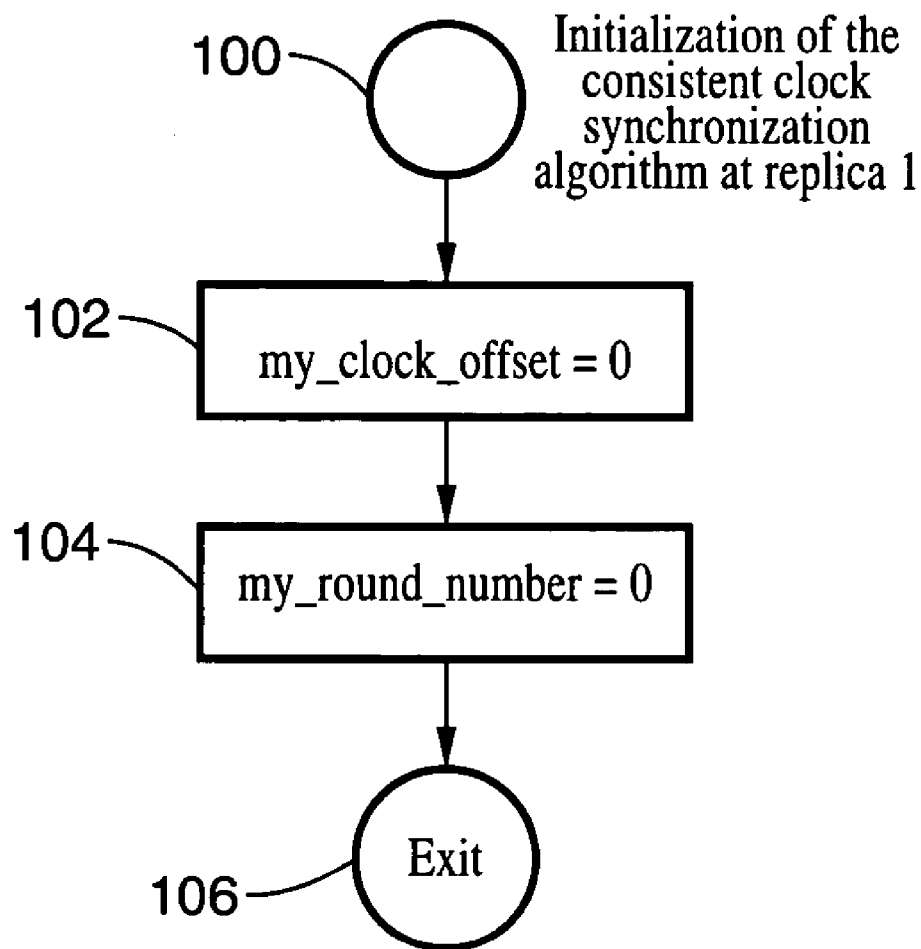 100
Initialization of the
consistent clock
synchronization
algorithm at replica 1
102
my_clock_offset = 0
104
my_round_number = 0
Exit
106